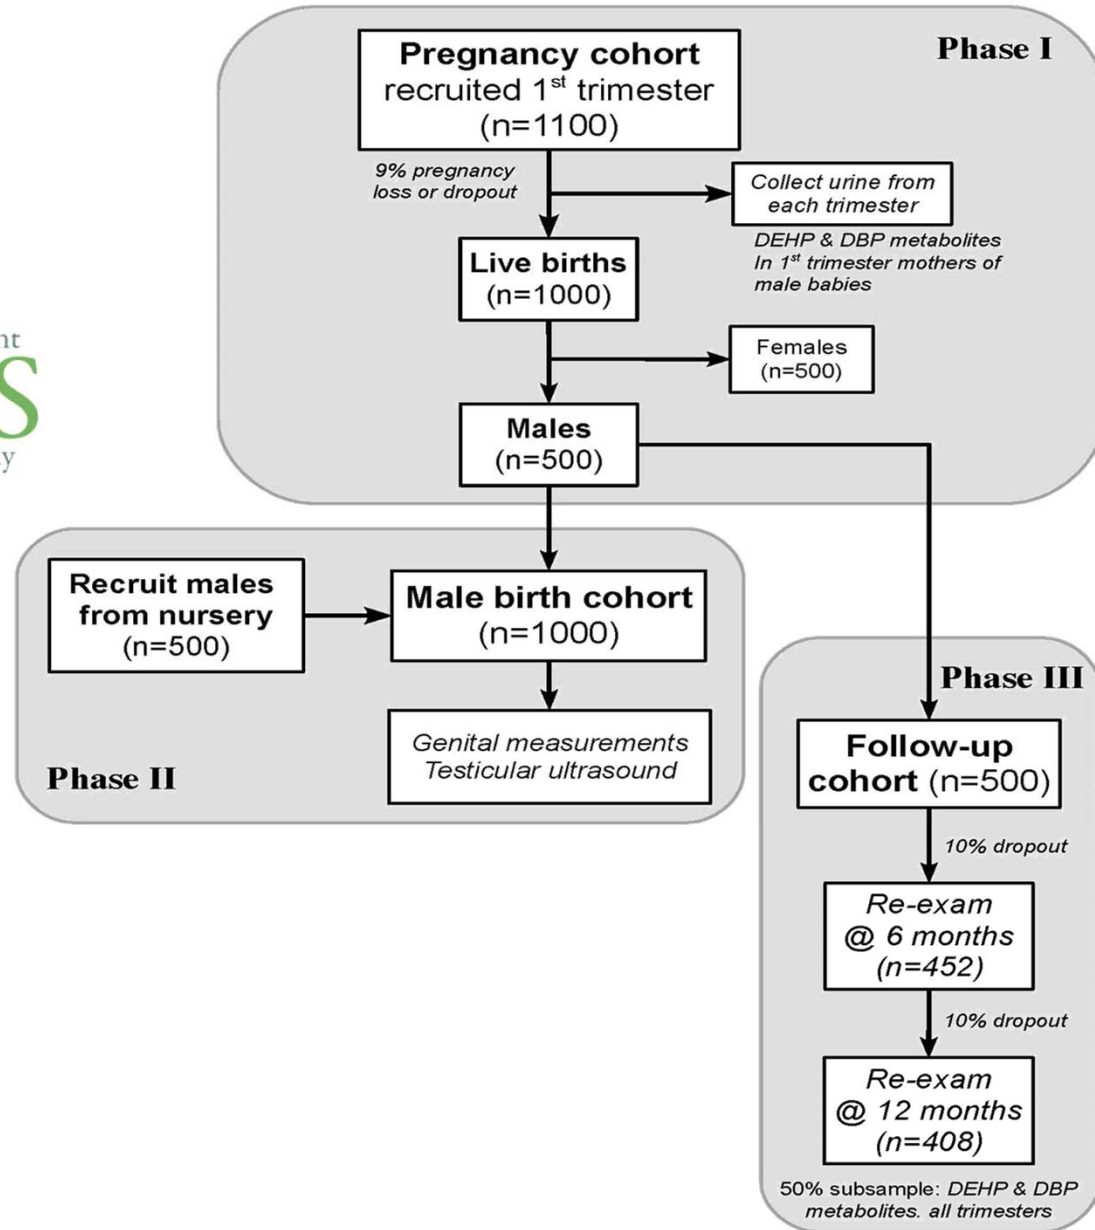 Phase I
Pregnancy cohort
recruited 1st trimester
(n=1100)
9% pregnancy
loss or dropout
Collect urine from
each trimester
DEHP & DBP metabolites
In 1st trimester mothers of
male babies
Live births
(n=1000)
Females
(n=500)
Males
(n=500)
Recruit males
from nursery
(n=500)
Male birth cohort
(n=1000)
Genital measurements
Testicular ultrasound
Phase II
Phase III
Follow-up
cohort (n=500)
10% dropout
Re-exam
@ 6 months
(n=452)
10% dropout
Re-exam
@ 12 months
(n=408)
50% subsample: DEHP & DBP
metabolites. all trimesters